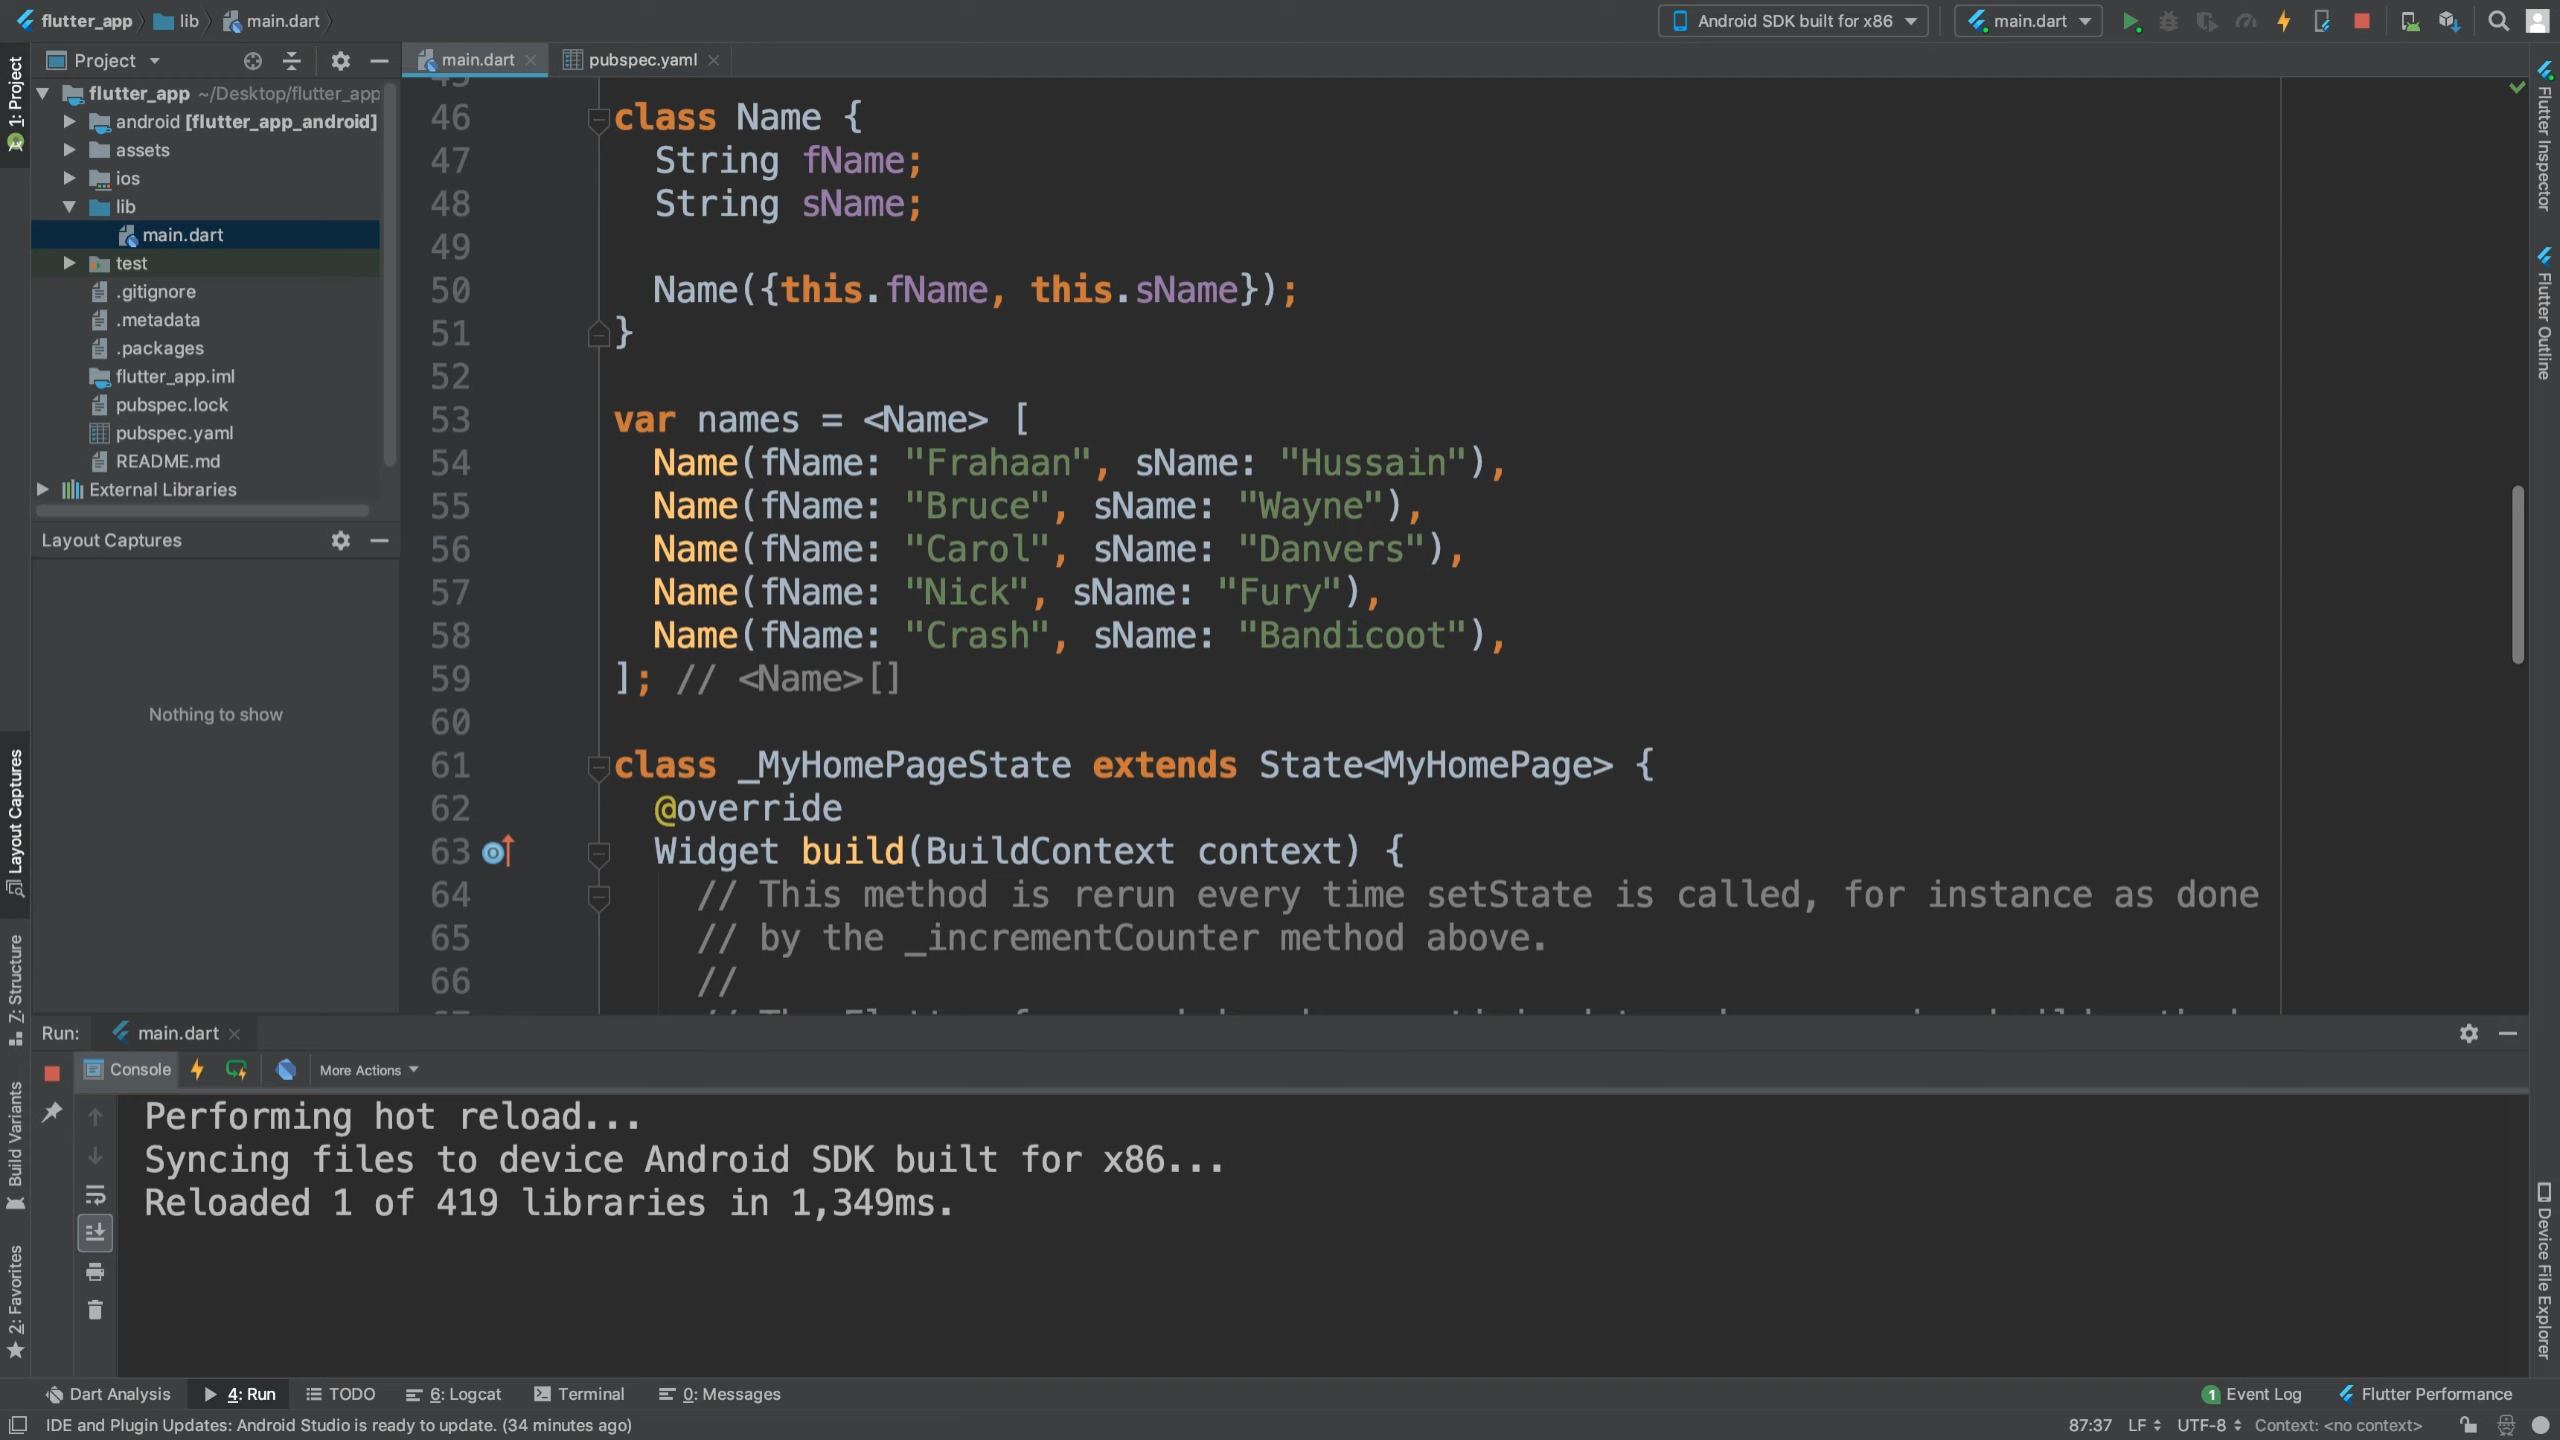 flutter_app lib main.dart Android SDK built for x86 main.dart
1: Project
Project
main.dart pubspec.yaml
flutter_app ~/Desktop/flutter_app
android [flutter_app_android]
assets
ios
lib
main.dart
test
.gitignore
.metadata
.packages
flutter_app.iml
pubspec.lock
pubspec.yaml
README.md
External Libraries
Layout Captures
Nothing to show
Layout Captures
Z: Structure
Build Variants
2: Favorites
46 class Name {
47 String fName;
48 String sName;
49
50 Name({this.fName, this.sName});
51 }
52
53 var names = <Name> [
54 Name(fName: "Frahaan", sName: "Hussain"),
55 Name(fName: "Bruce", sName: "Wayne"),
56 Name(fName: "Carol", sName: "Danvers"),
57 Name(fName: "Nick", sName: "Fury"),
58 Name(fName: "Crash", sName: "Bandicoot"),
59 ]; // <Name>[]
60
61 class _MyHomePageState extends State<MyHomePage> {
62 @override
63 Widget build(BuildContext context) {
64 // This method is rerun every time setState is called, for instance as done
65 // by the _incrementCounter method above.
66 //
Flutter Inspector
Flutter Outline
Device File Explorer
Run: main.dart
Console More Actions
Performing hot reload...
Syncing files to device Android SDK built for x86...
Reloaded 1 of 419 libraries in 1,349ms.
Dart Analysis 4: Run TODO 6: Logcat Terminal 0: Messages 1 Event Log Flutter Performance
IDE and Plugin Updates: Android Studio is ready to update. (34 minutes ago) 87:37 LF UTF-8 Context: <no context>